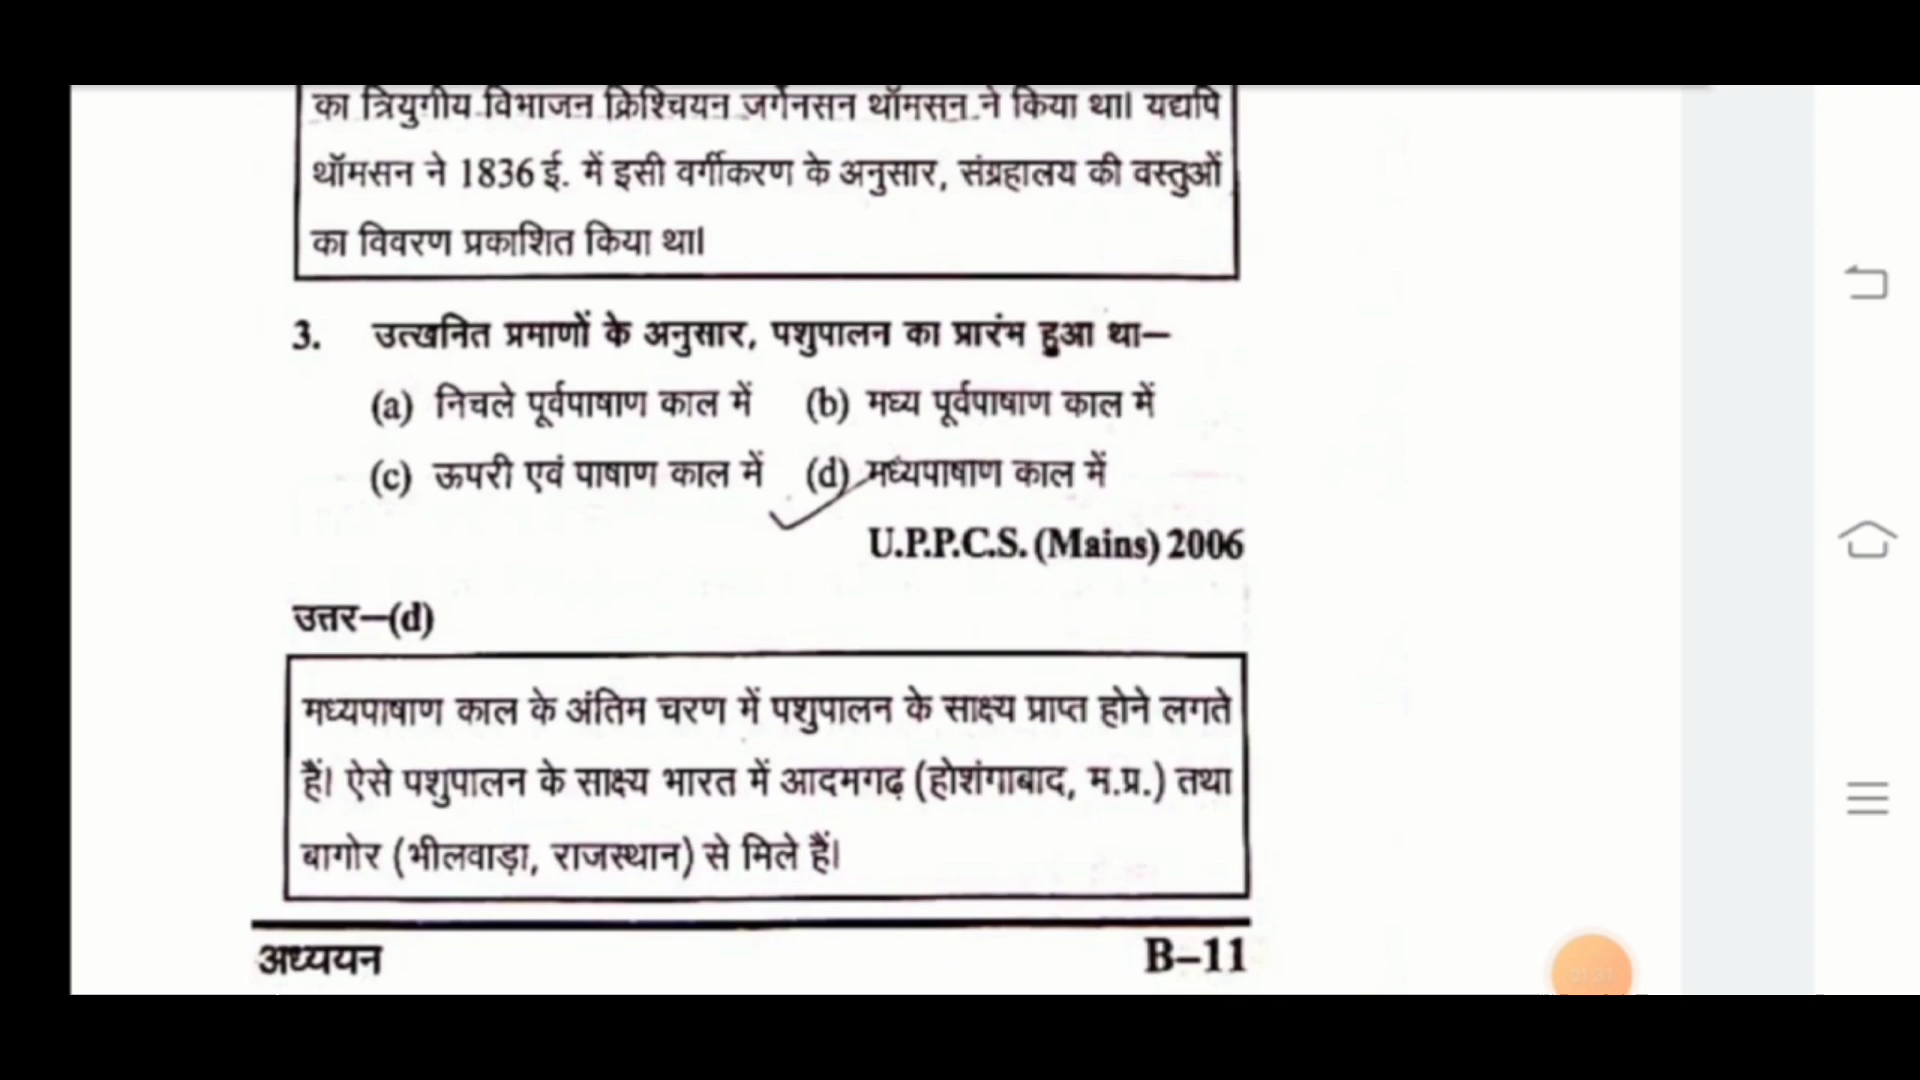 का त्रियुगीय विभाजन क्रिश्चियन जर्गेनसन थॉमसन ने किया था। यद्यपि
थॉमसन ने 1836 ई. में इसी वर्गीकरण के अनुसार, संग्रहालय की वस्तुओं
का विवरण प्रकाशित किया था।
3. उत्खनित प्रमाणों के अनुसार, पशुपालन का प्रारंभ हुआ था–
(a) निचले पूर्वपाषाण काल में (b) मध्य पूर्वपाषाण काल में
(c) ऊपरी एवं पाषाण काल में (d) मध्यपाषाण काल में
U.P.P.C.S. (Mains) 2006
उत्तर–(d)
मध्यपाषाण काल के अंतिम चरण में पशुपालन के साक्ष्य प्राप्त होने लगते
हैं। ऐसे पशुपालन के साक्ष्य भारत में आदमगढ़ (होशंगाबाद, म.प्र.) तथा
बागोर (भीलवाड़ा, राजस्थान) से मिले हैं।
अध्ययन B–11